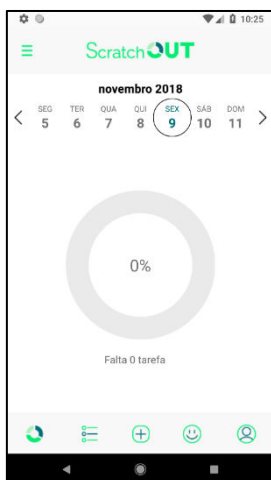 10:25
ScratchOUT
novembro 2018
SEG TER QUA QUI SEX SÁB DOM
5 6 7 8 9 10 11
0%
Falta 0 tarefa